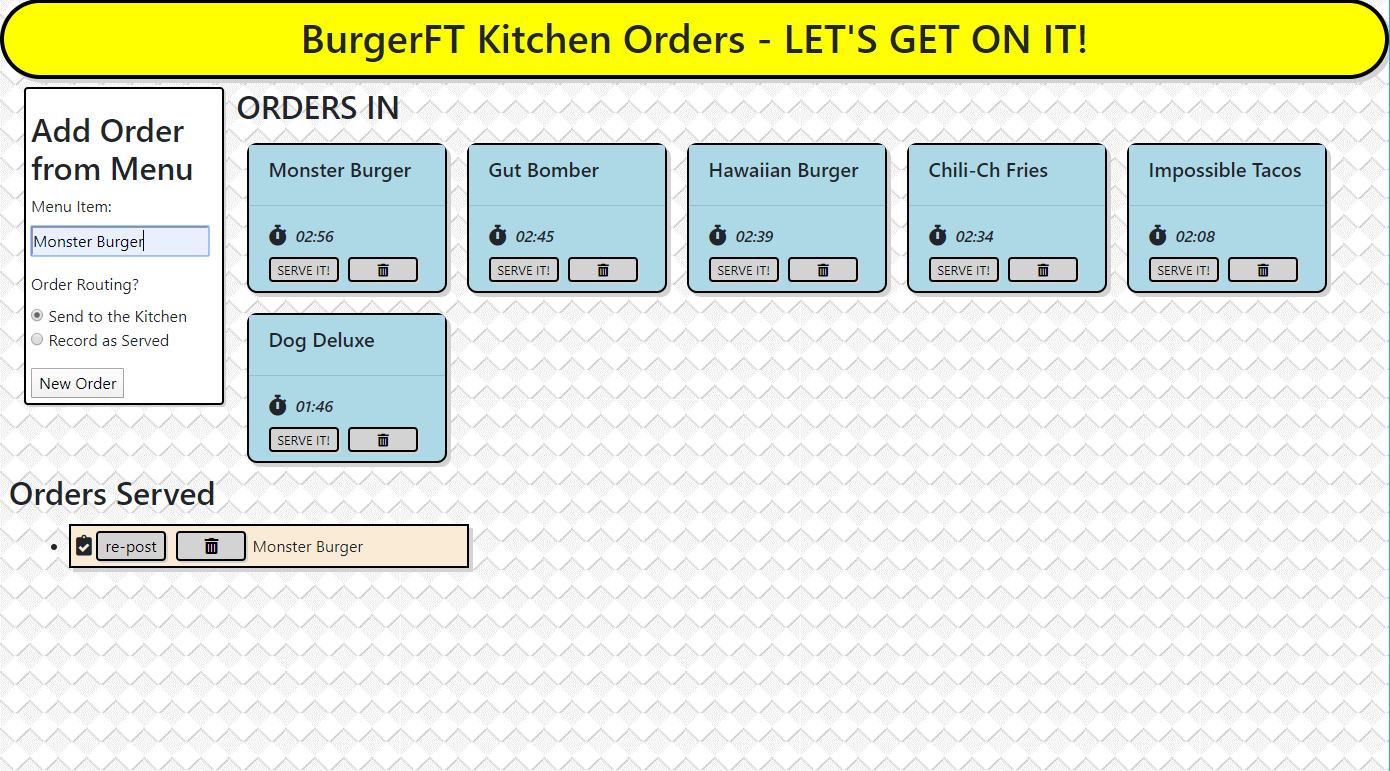 BurgerFT Kitchen Orders - LET'S GET ON IT!
Add Order
from Menu
Menu Item:
Monster Burger
Order Routing?
Send to the Kitchen
Record as Served
New Order
ORDERS IN
Monster Burger
02:56
SERVE IT!
Gut Bomber
02:45
SERVE IT!
Hawaiian Burger
02:39
SERVE IT!
Chili-Ch Fries
02:34
SERVE IT!
Impossible Tacos
02:08
SERVE IT!
Dog Deluxe
01:46
SERVE IT!
Orders Served
re-post Monster Burger